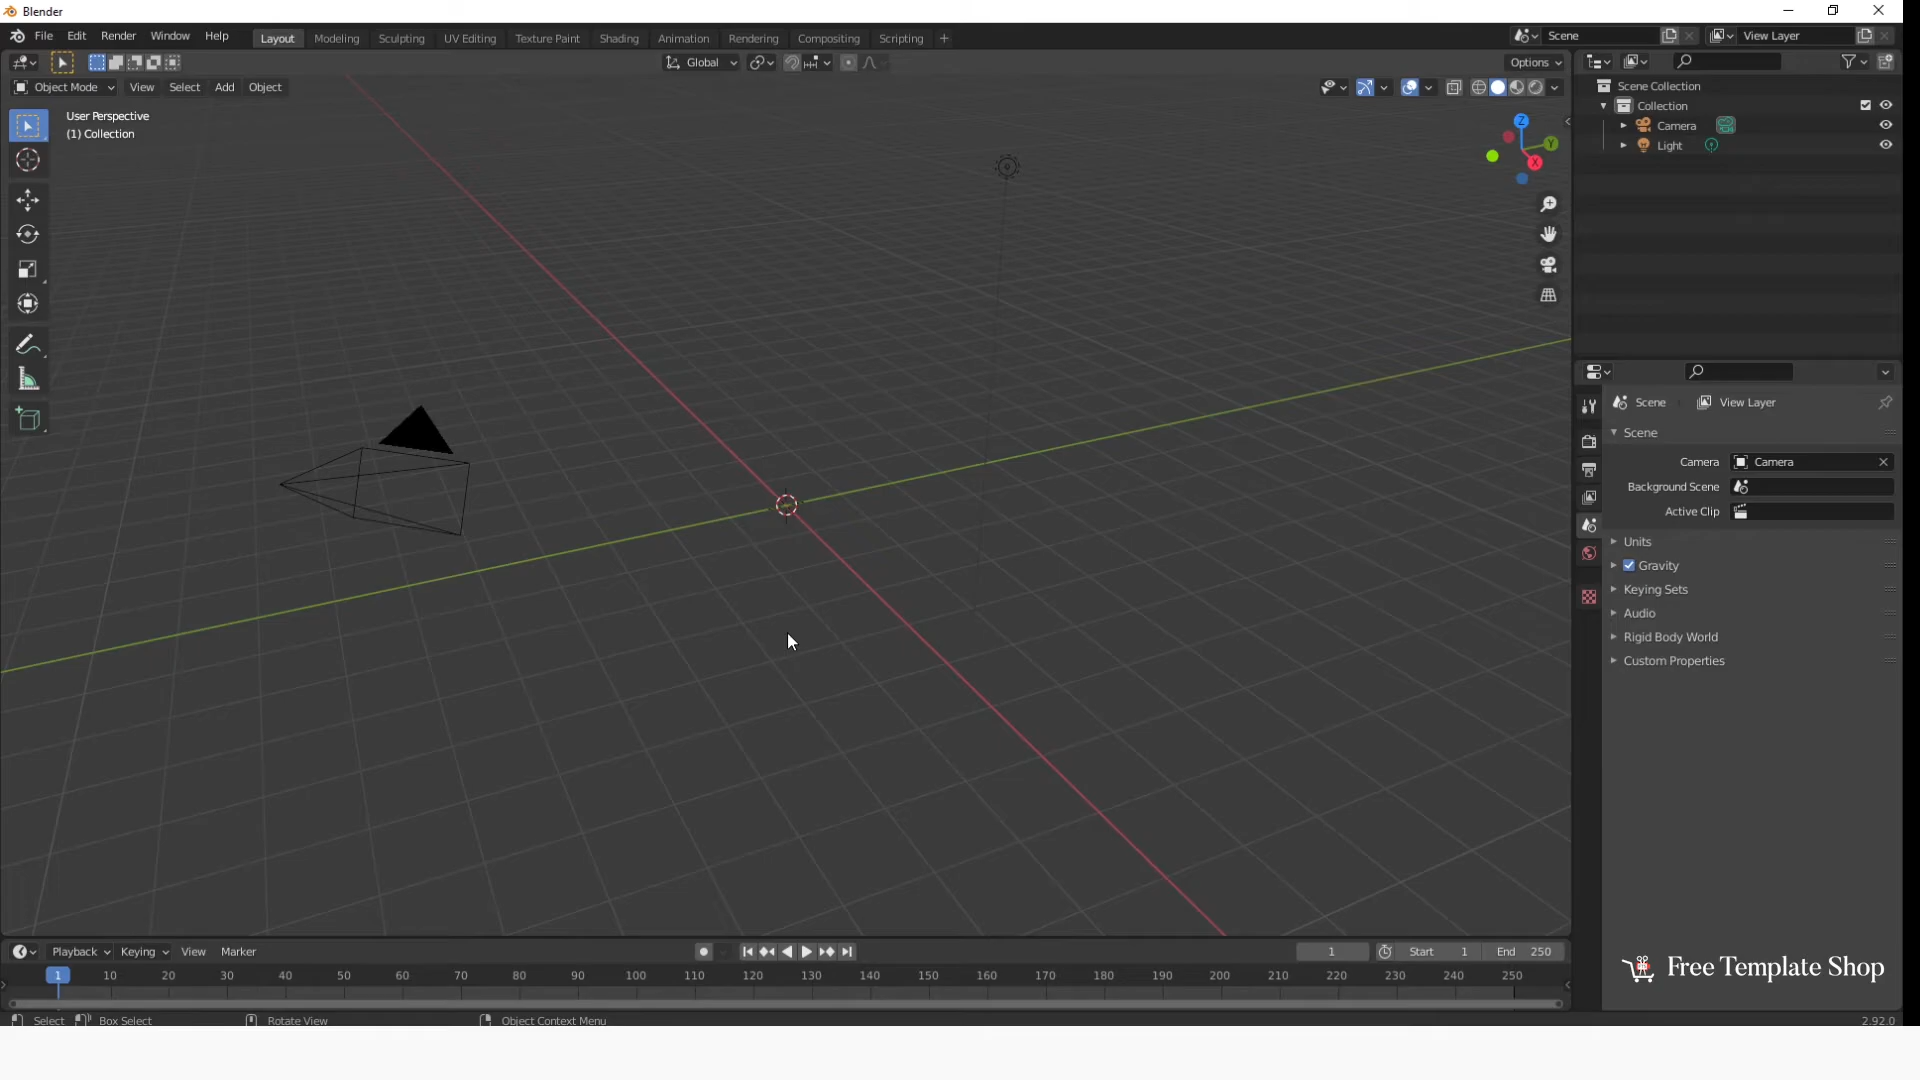 Blender
File Edit Render Window Help Layout Modeling Sculpting UV Editing Texture Paint Shading Animation Rendering Compositing Scripting + Scene View Layer
Global Options
Object Mode View Select Add Object
User Perspective
(1) Collection
Z
Y
X
Scene Collection
Collection
Camera
Light
Scene View Layer
Scene
Camera Camera
Background Scene
Active Clip
Units
Gravity
Keying Sets
Audio
Rigid Body World
Custom Properties
Playback Keying View Marker 1 Start 1 End 250
1 10 20 30 40 50 60 70 80 90 100 110 120 130 140 150 160 170 180 190 200 210 220 230 240 250
Free Template Shop
Select Box Select Rotate View Object Context Menu 2.92.0